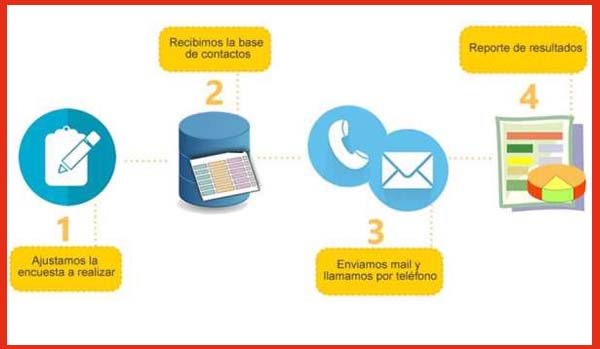 1
Ajustamos la
encuesta a realizar
Recibimos la base
de contactos
2
3
Enviamos mail y
llamamos por teléfono
Reporte de resultados
4